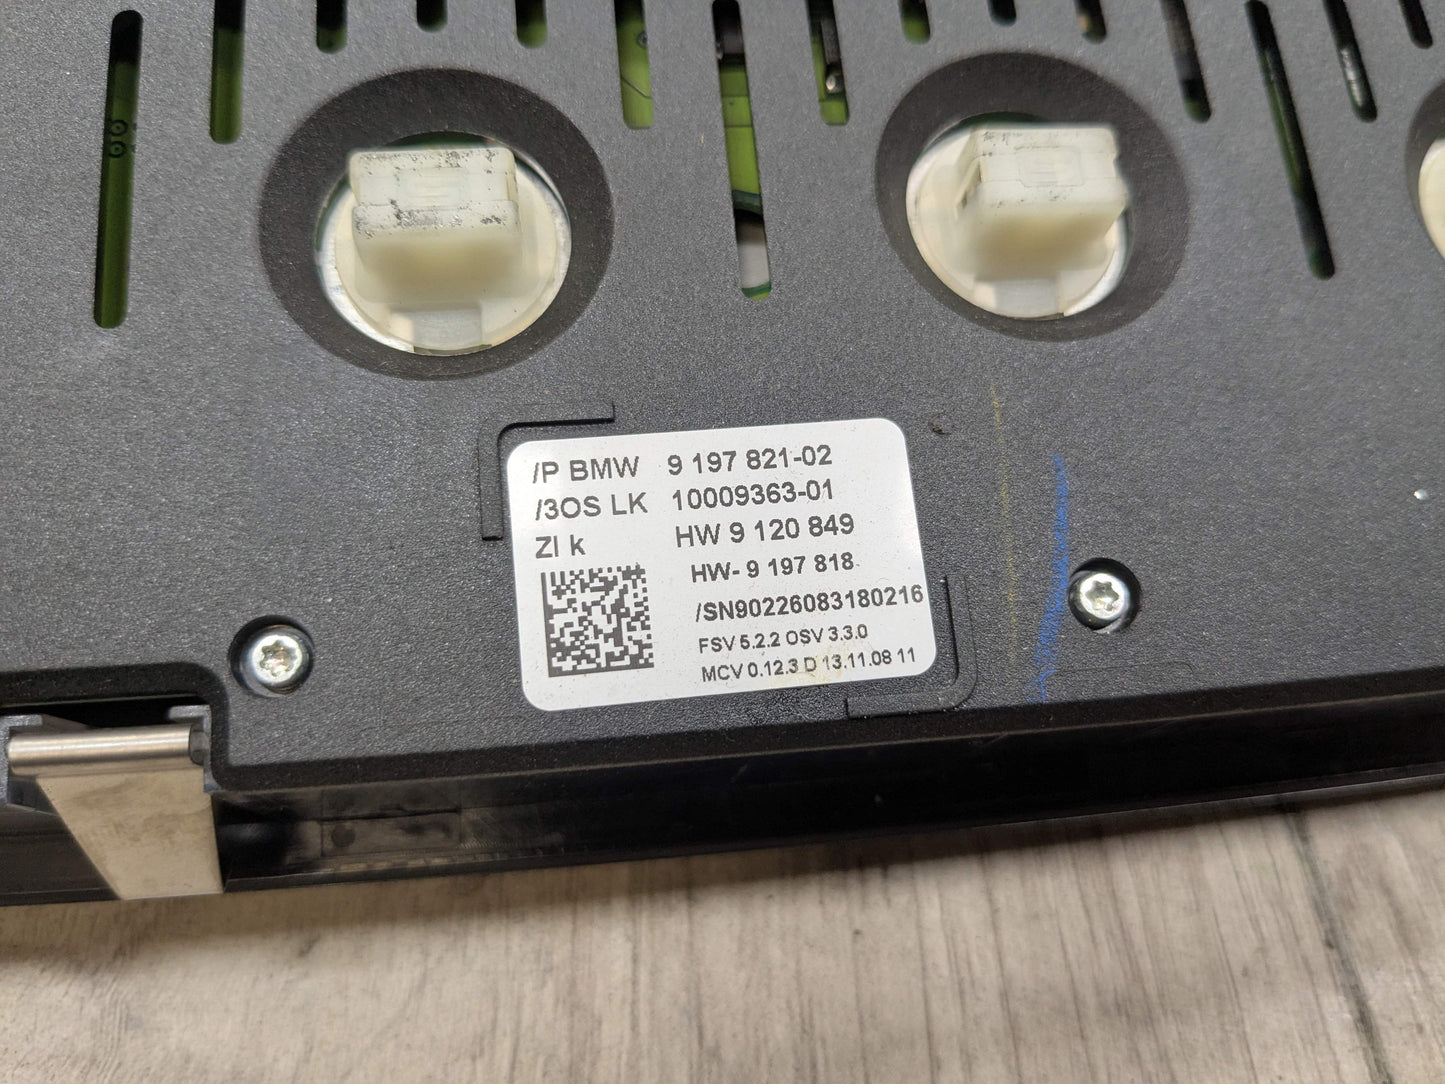 /P BMW 9 197 821-02
/3OS LK 10009363-01
ZI k HW 9 120 849
HW- 9 197 818
/SN90226083180216
FSV 5.2.2 OSV 3.3.0
MCV 0.12.3 D 13.11.08 11